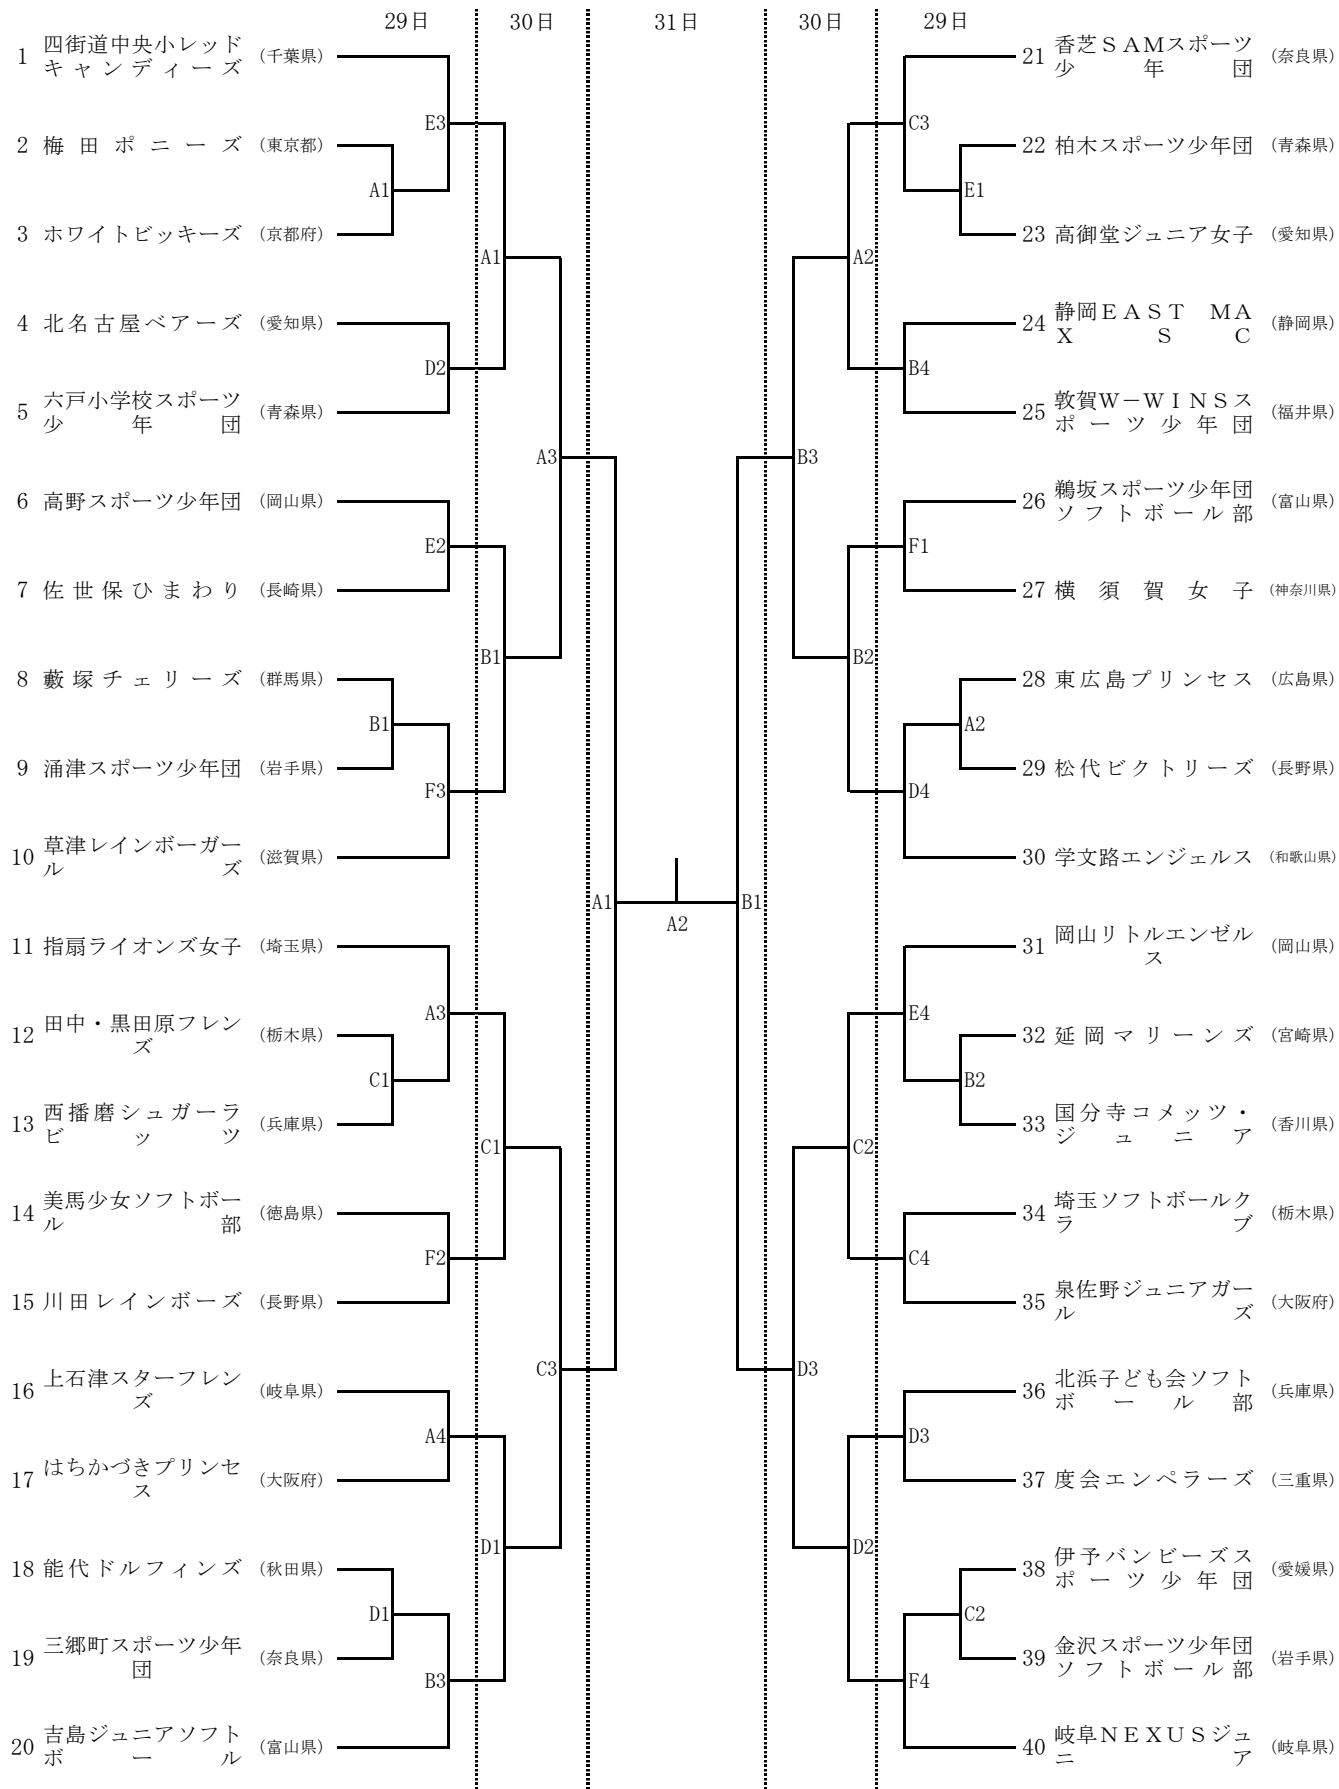 29日 30日 31日 30日 29日
1 四街道中央小レッド
キャンディーズ (千葉県)
E3
2 梅田ポニーズ (東京都)
A1
3 ホワイトビッキーズ (京都府)
A1
4 北名古屋ベアーズ (愛知県)
D2
5 六戸小学校スポーツ
少年団 (青森県)
A3
6 高野スポーツ少年団 (岡山県)
E2
7 佐世保ひまわり (長崎県)
B1
8 藪塚チェリーズ (群馬県)
B1
9 涌津スポーツ少年団 (岩手県)
F3
10 草津レインボーガー
ルズ (滋賀県)
A1
A2
B1
11 指扇ライオンズ女子 (埼玉県)
A3
12 田中・黒田原フレン
ズ (栃木県)
C1
13 西播磨シュガーラ
ビッツ (兵庫県)
C1
14 美馬少女ソフトボー
ル部 (徳島県)
F2
15 川田レインボーズ (長野県)
C3
16 上石津スターフレン
ズ (岐阜県)
A4
17 はちかづきプリンセ
ス (大阪府)
D1
18 能代ドルフィンズ (秋田県)
D1
19 三郷町スポーツ少年
団 (奈良県)
B3
20 吉島ジュニアソフト
ボール (富山県)
21 香芝SAMスポーツ
少年団 (奈良県)
C3
22 柏木スポーツ少年団 (青森県)
E1
23 高御堂ジュニア女子 (愛知県)
A2
24 静岡EAST MA
X S C (静岡県)
B4
25 敦賀W－WINSス
ポーツ少年団 (福井県)
B3
26 鵜坂スポーツ少年団
ソフトボール部 (富山県)
F1
27 横須賀女子 (神奈川県)
B2
28 東広島プリンセス (広島県)
A2
29 松代ビクトリーズ (長野県)
D4
30 学文路エンジェルス (和歌山県)
31 岡山リトルエンゼル
ス (岡山県)
E4
32 延岡マリーンズ (宮崎県)
B2
33 国分寺コメッツ・
ジュニア (香川県)
C2
34 埼玉ソフトボールク
ラブ (栃木県)
C4
35 泉佐野ジュニアガー
ルズ (大阪府)
D3
36 北浜子ども会ソフト
ボール部 (兵庫県)
D3
37 度会エンペラーズ (三重県)
D2
38 伊予バンビーズス
ポーツ少年団 (愛媛県)
C2
39 金沢スポーツ少年団
ソフトボール部 (岩手県)
F4
40 岐阜NEXUSジュ
ニア (岐阜県)